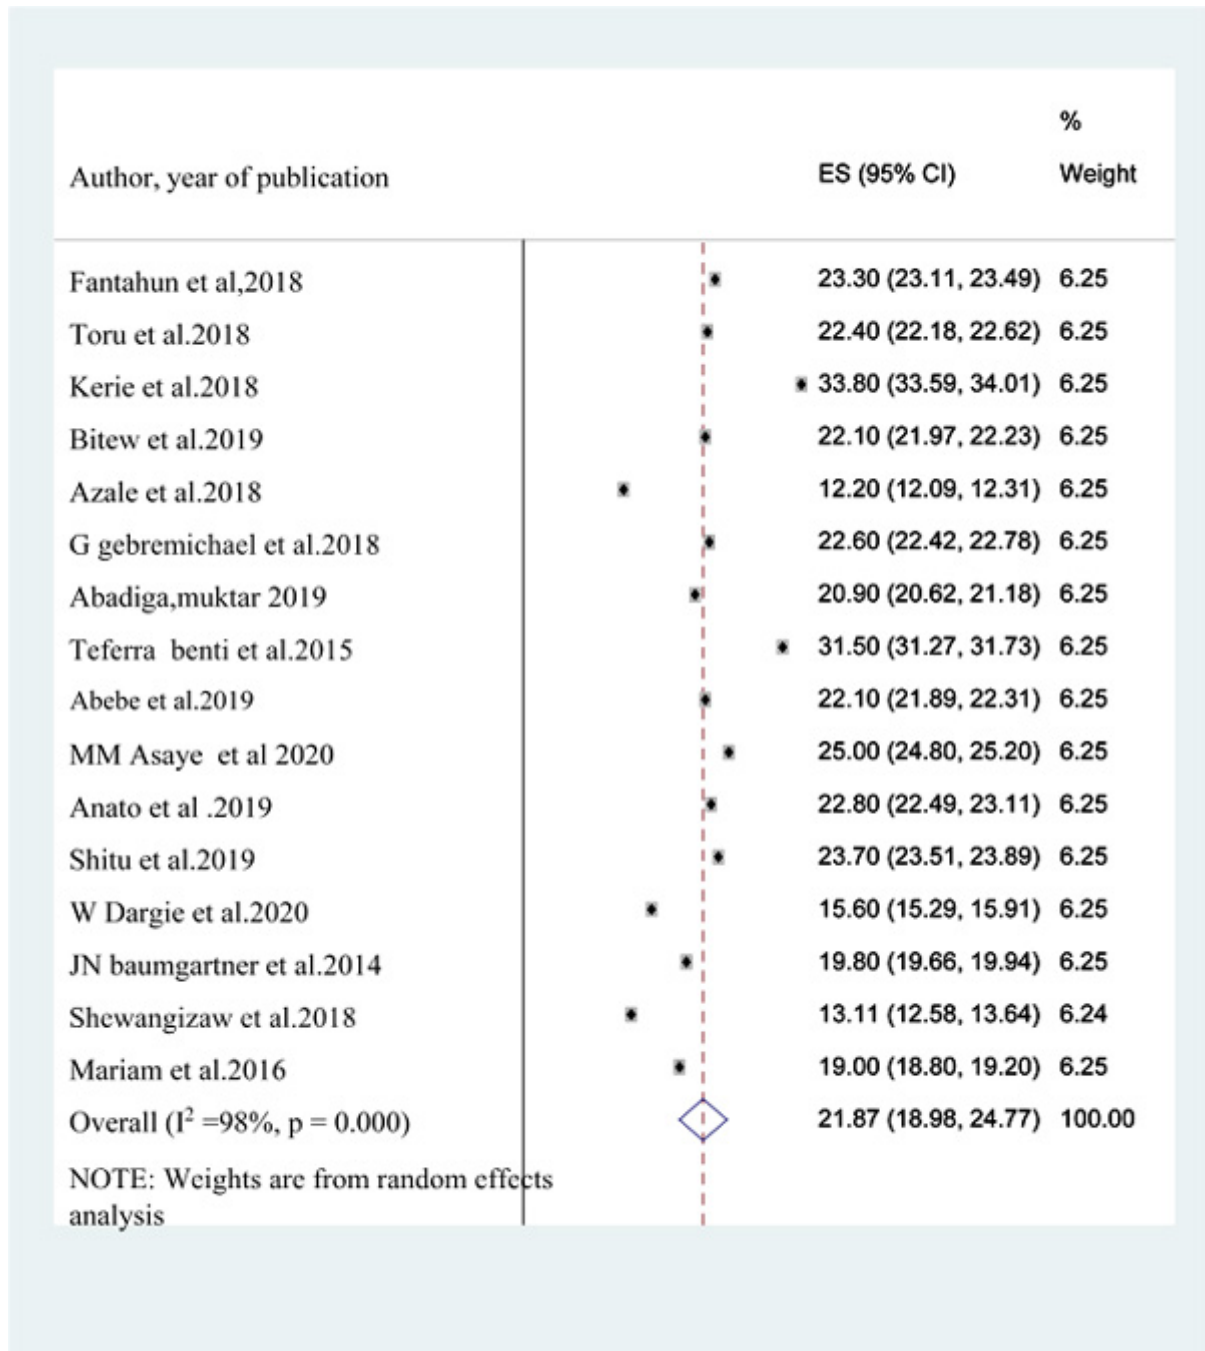 %
Author, year of publication ES (95% CI) Weight
Fantahun et al,2018 23.30 (23.11, 23.49) 6.25
Toru et al.2018 22.40 (22.18, 22.62) 6.25
Kerie et al.2018 33.80 (33.59, 34.01) 6.25
Bitew et al.2019 22.10 (21.97, 22.23) 6.25
Azale et al.2018 12.20 (12.09, 12.31) 6.25
G gebremichael et al.2018 22.60 (22.42, 22.78) 6.25
Abadiga,muktar 2019 20.90 (20.62, 21.18) 6.25
Teferra benti et al.2015 31.50 (31.27, 31.73) 6.25
Abebe et al.2019 22.10 (21.89, 22.31) 6.25
MM Asaye et al 2020 25.00 (24.80, 25.20) 6.25
Anato et al .2019 22.80 (22.49, 23.11) 6.25
Shitu et al.2019 23.70 (23.51, 23.89) 6.25
W Dargie et al.2020 15.60 (15.29, 15.91) 6.25
JN baumgartner et al.2014 19.80 (19.66, 19.94) 6.25
Shewangizaw et al.2018 13.11 (12.58, 13.64) 6.24
Mariam et al.2016 19.00 (18.80, 19.20) 6.25
Overall (I² =98%, p = 0.000) 21.87 (18.98, 24.77) 100.00
NOTE: Weights are from random effects
analysis